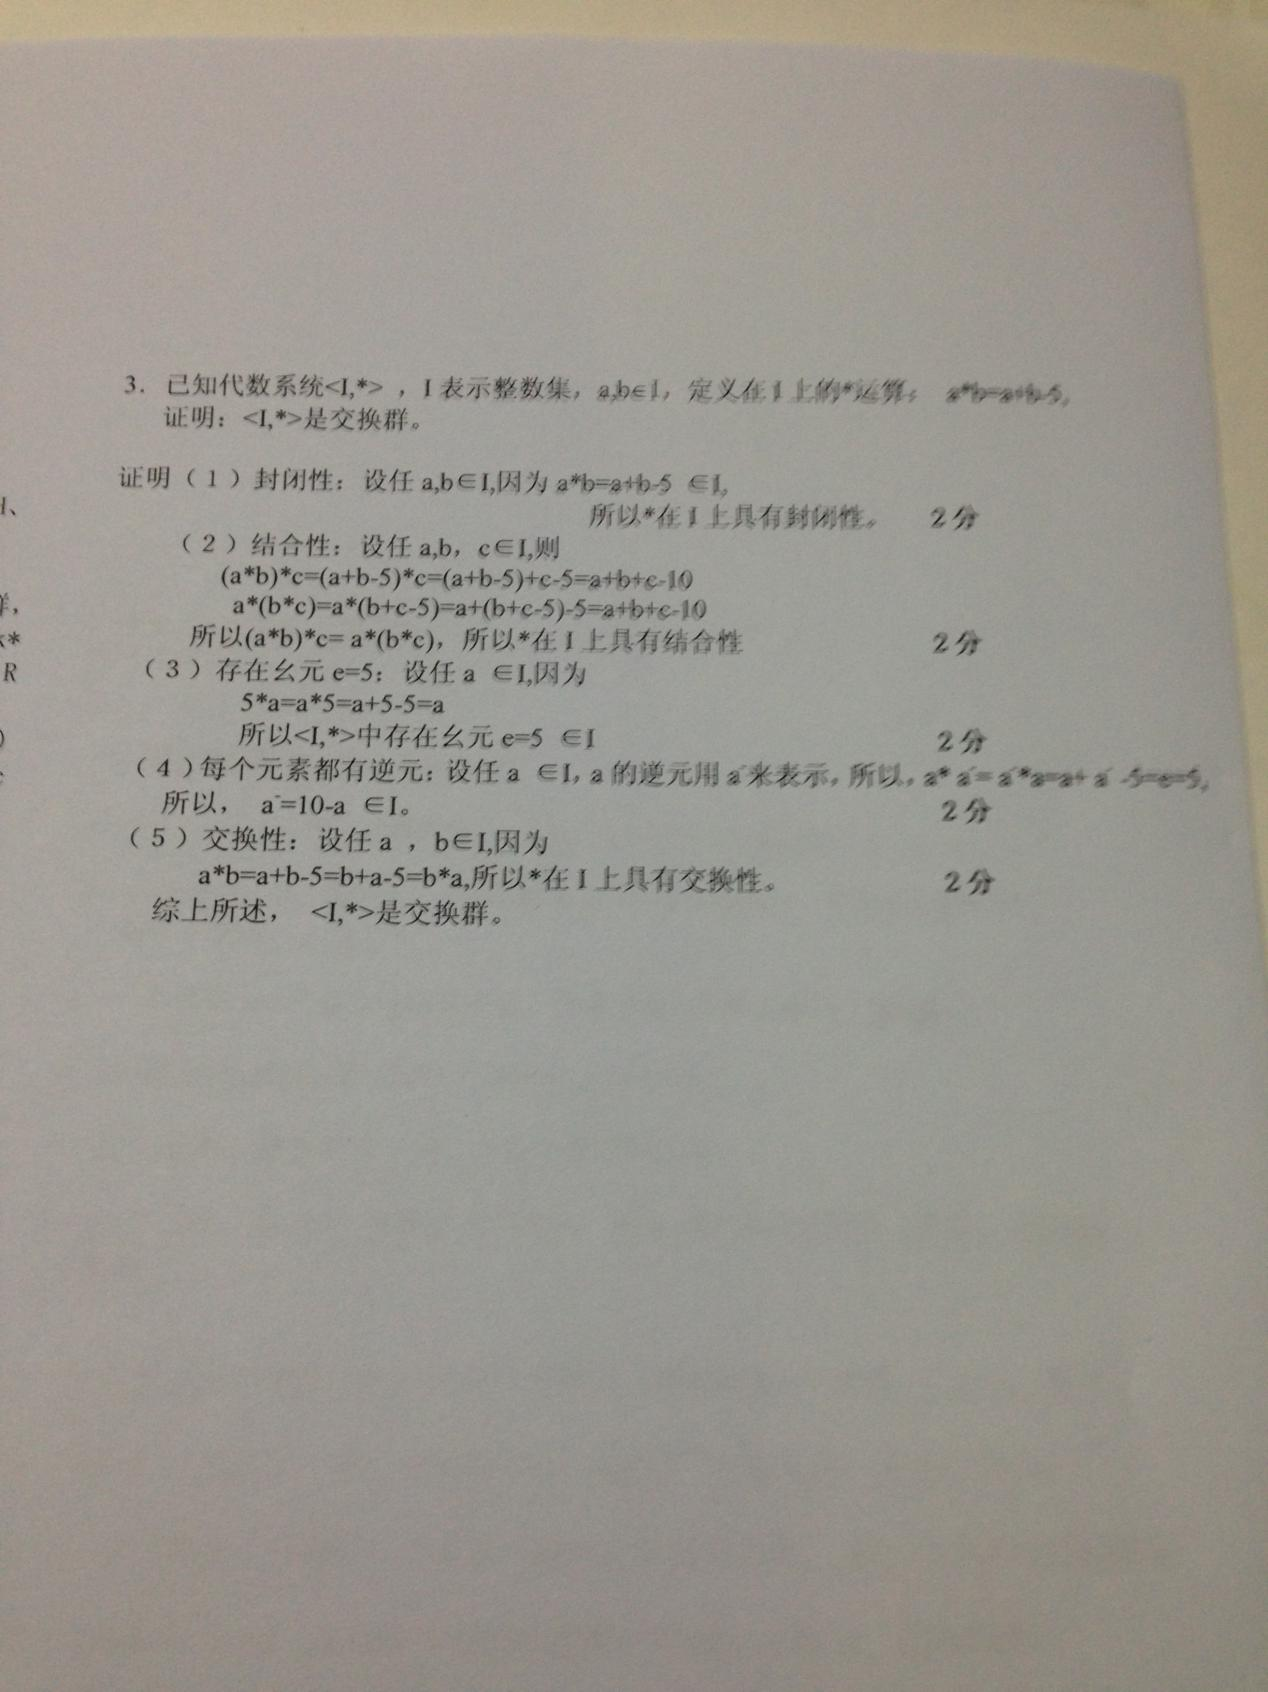 3. 已知代数系统<I,*> ，I 表示整数集，a,b∈I，定义在 I 上的*运算： a*b=a+b-5,
证明：<I,*>是交换群。
证明（1）封闭性：设任 a,b∈I,因为 a*b=a+b-5 ∈I,
所以*在 I 上具有封闭性。 2 分
（2）结合性：设任 a,b，c∈I,则
(a*b)*c=(a+b-5)*c=(a+b-5)+c-5=a+b+c-10
a*(b*c)=a*(b+c-5)=a+(b+c-5)-5=a+b+c-10
所以(a*b)*c= a*(b*c)，所以*在 I 上具有结合性 2 分
（3）存在幺元 e=5：设任 a ∈I,因为
5*a=a*5=a+5-5=a
所以<I,*>中存在幺元 e=5 ∈I 2 分
（4）每个元素都有逆元：设任 a ∈I，a 的逆元用 a⁻来表示，所以，a* a⁻= a⁻*a=a+ a⁻ -5=e=5,
所以， a⁻=10-a ∈I。 2 分
（5）交换性：设任 a ，b∈I,因为
a*b=a+b-5=b+a-5=b*a,所以*在 I 上具有交换性。 2 分
综上所述， <I,*>是交换群。
R